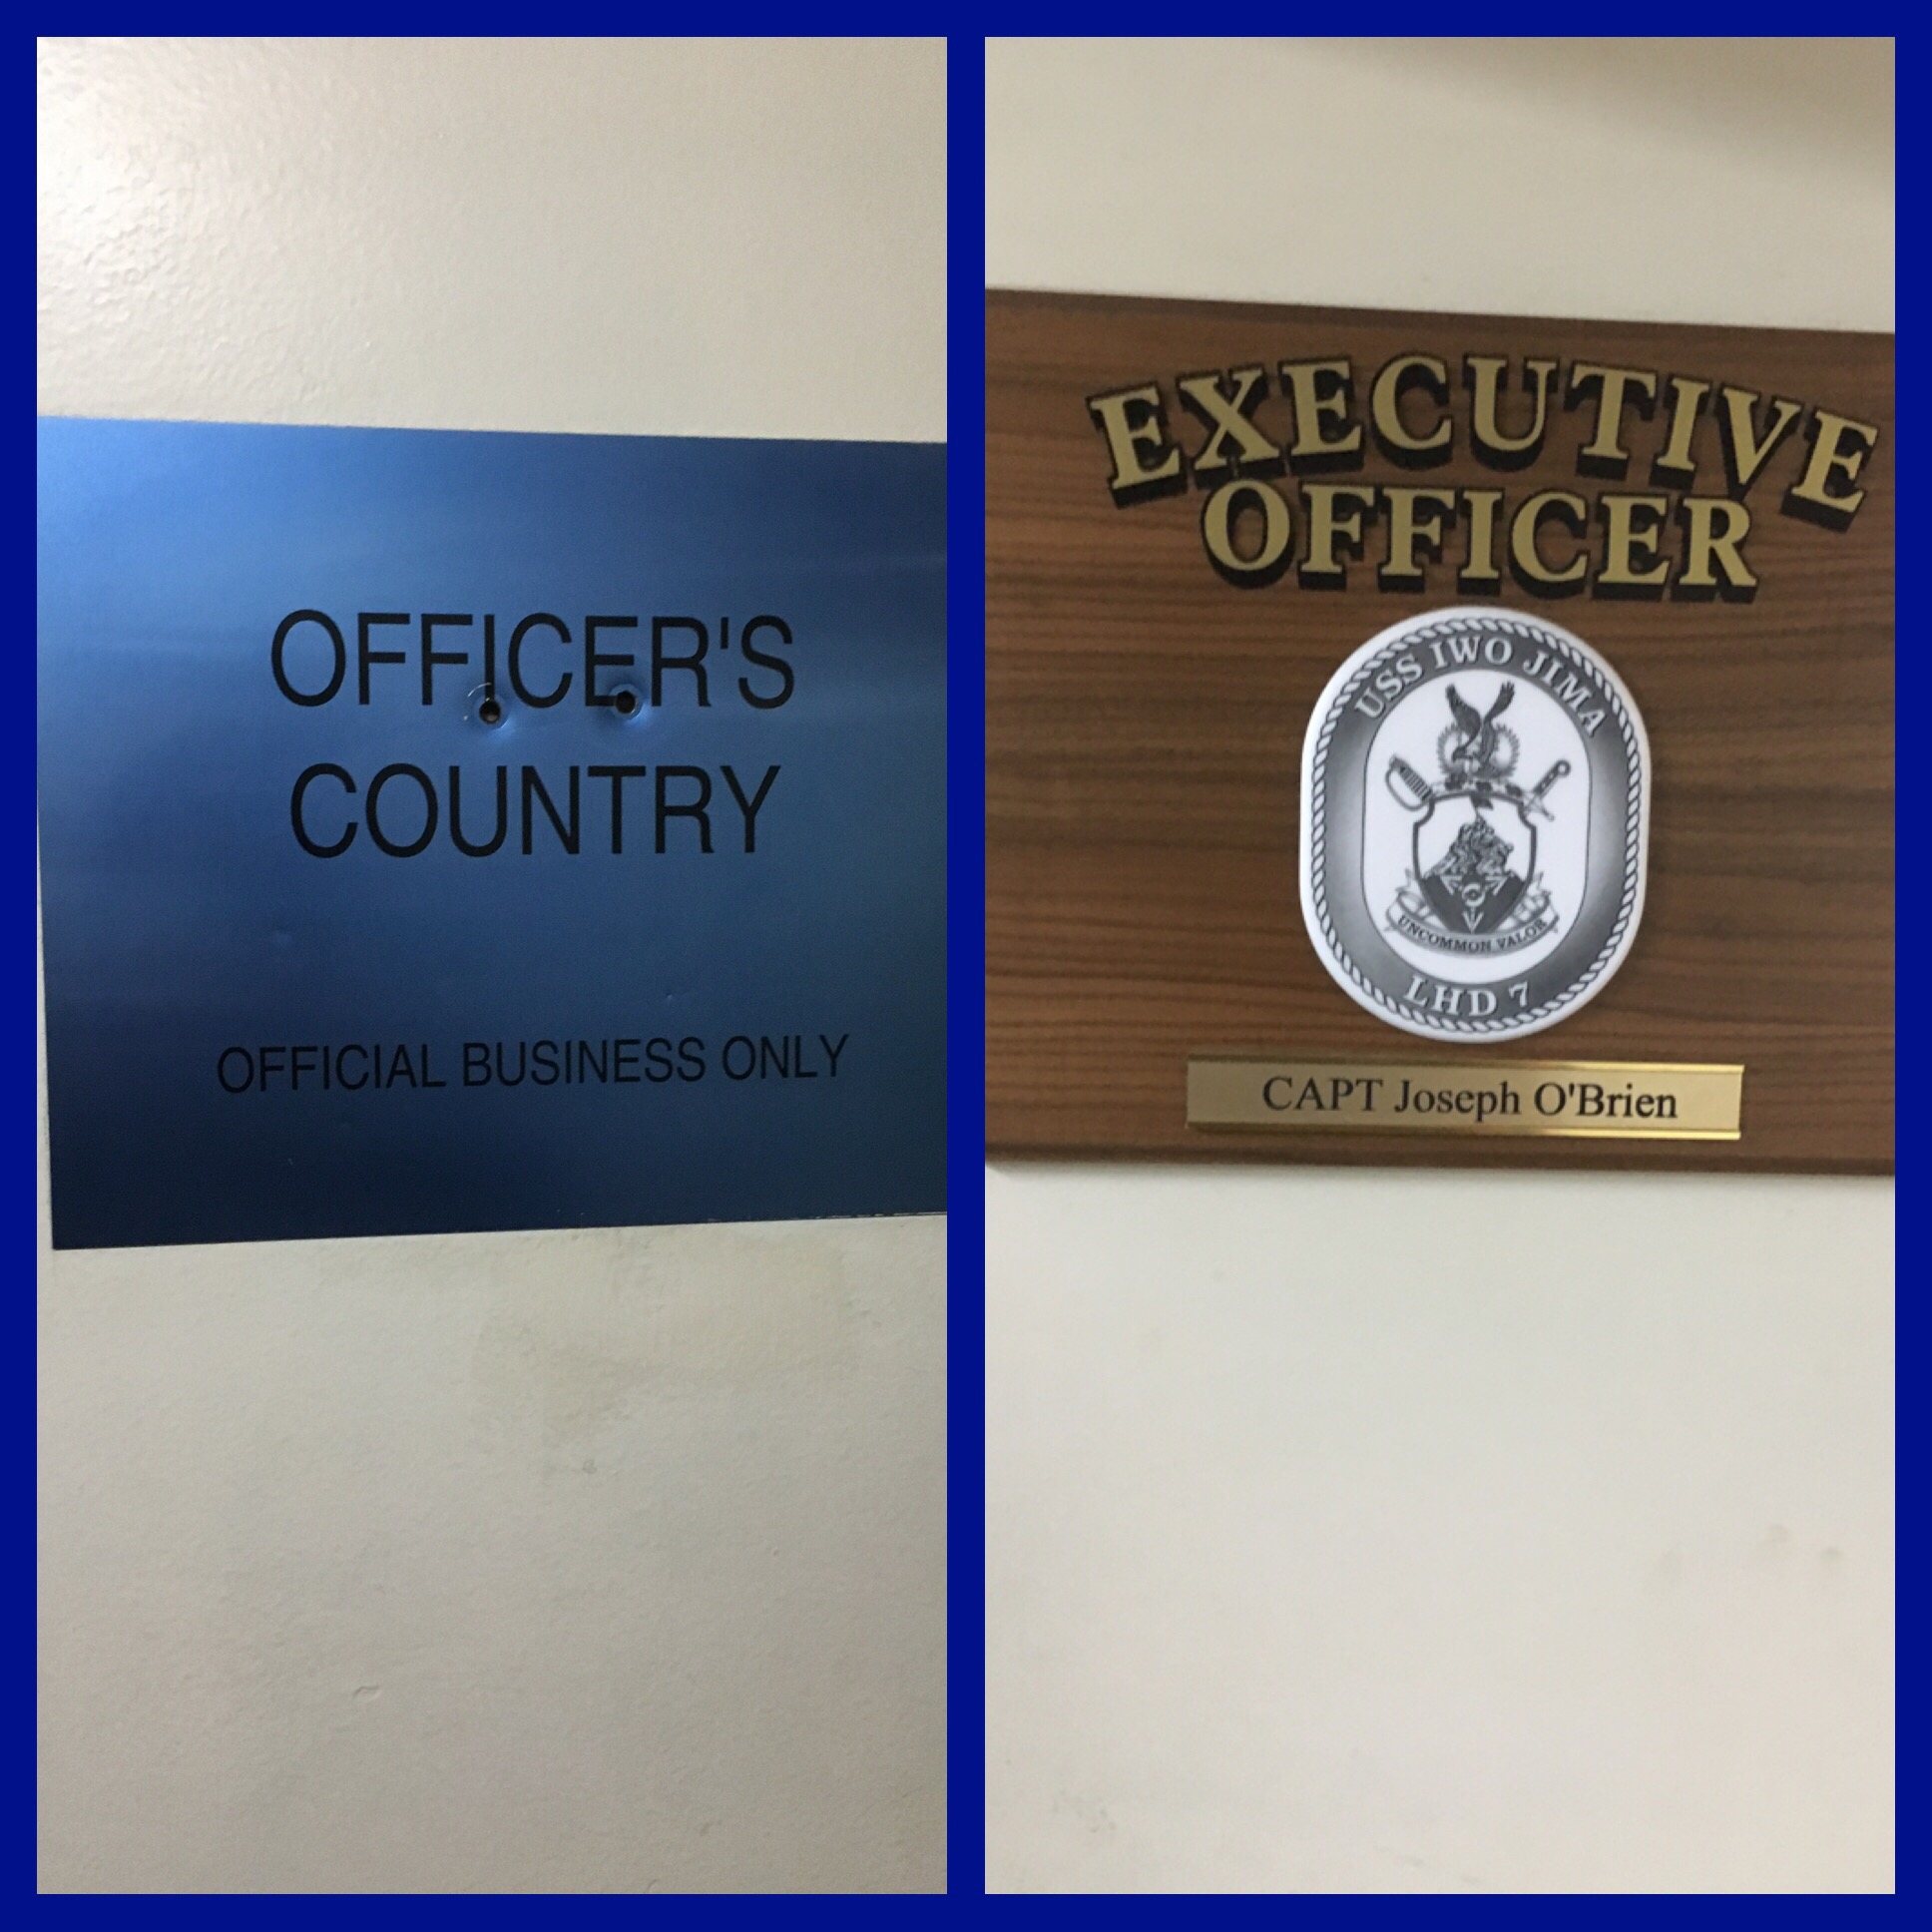 OFFICER'S
COUNTRY
OFFICIAL BUSINESS ONLY
EXECUTIVE
OFFICER
USS IWO JIMA
UNCOMMON VALOR
LHD 7
CAPT Joseph O'Brien